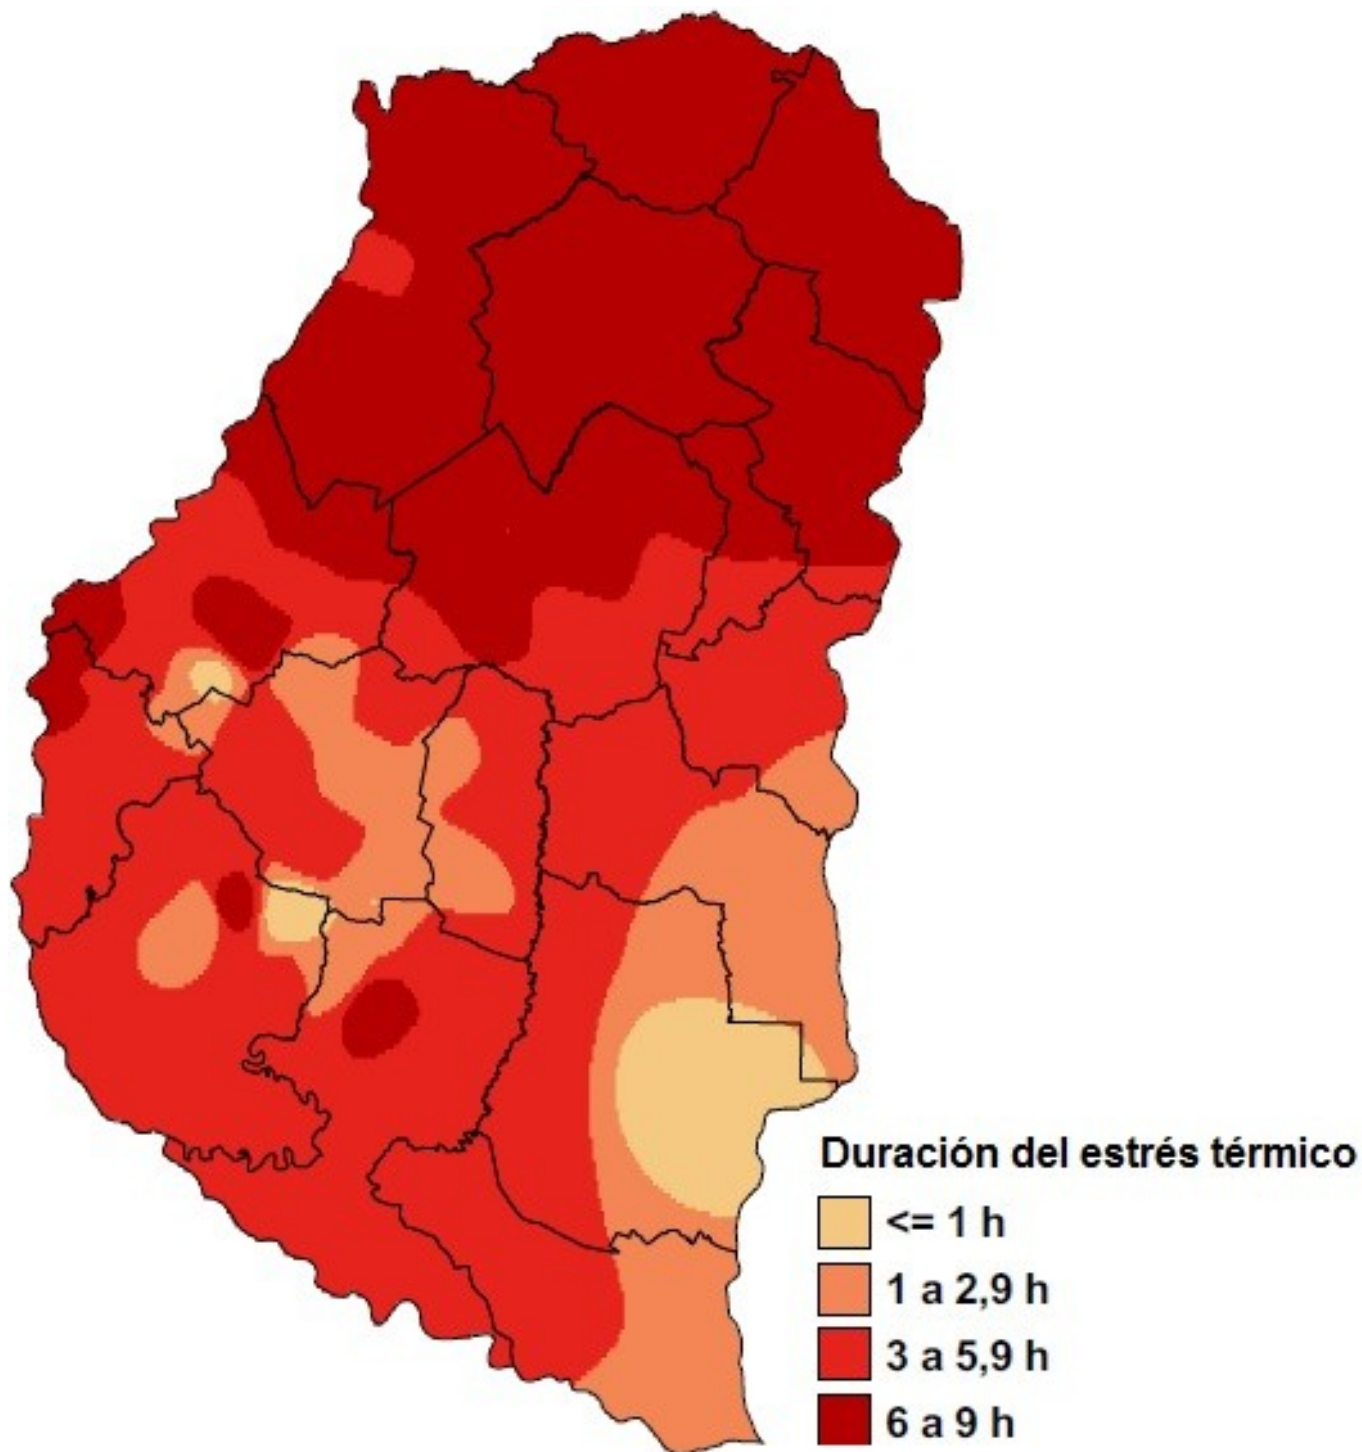 Duración del estrés térmico
<= 1 h
1 a 2,9 h
3 a 5,9 h
6 a 9 h